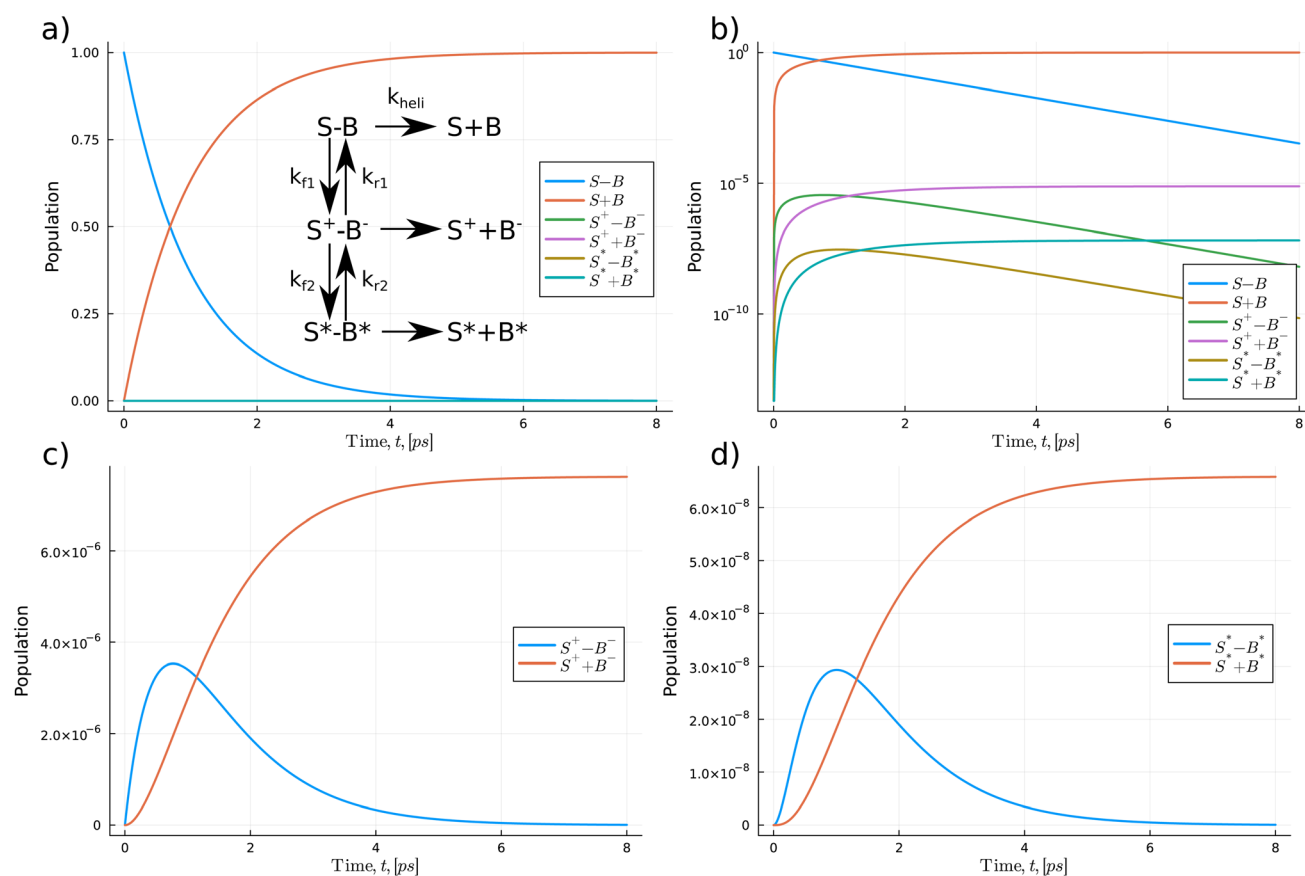 a)
1.00
0.75
0.50
0.25
0.00
Population
0 2 4 6 8
Time, t, [ps]
k_heli
S-B S+B
k_f1 k_r1
S⁺-B⁻ S⁺+B⁻
k_f2 k_r2
S*-B* S*+B*
S−B
S+B
S⁺−B⁻
S⁺+B⁻
S*−B*
S*+B*
b)
10⁰
10⁻⁵
10⁻¹⁰
Population
0 2 4 6 8
Time, t, [ps]
S−B
S+B
S⁺−B⁻
S⁺+B⁻
S*−B*
S*+B*
c)
6.0×10⁻⁶
4.0×10⁻⁶
2.0×10⁻⁶
0
Population
0 2 4 6 8
Time, t, [ps]
S⁺−B⁻
S⁺+B⁻
d)
6.0×10⁻⁸
5.0×10⁻⁸
4.0×10⁻⁸
3.0×10⁻⁸
2.0×10⁻⁸
1.0×10⁻⁸
0
Population
0 2 4 6 8
Time, t, [ps]
S*−B*
S*+B*